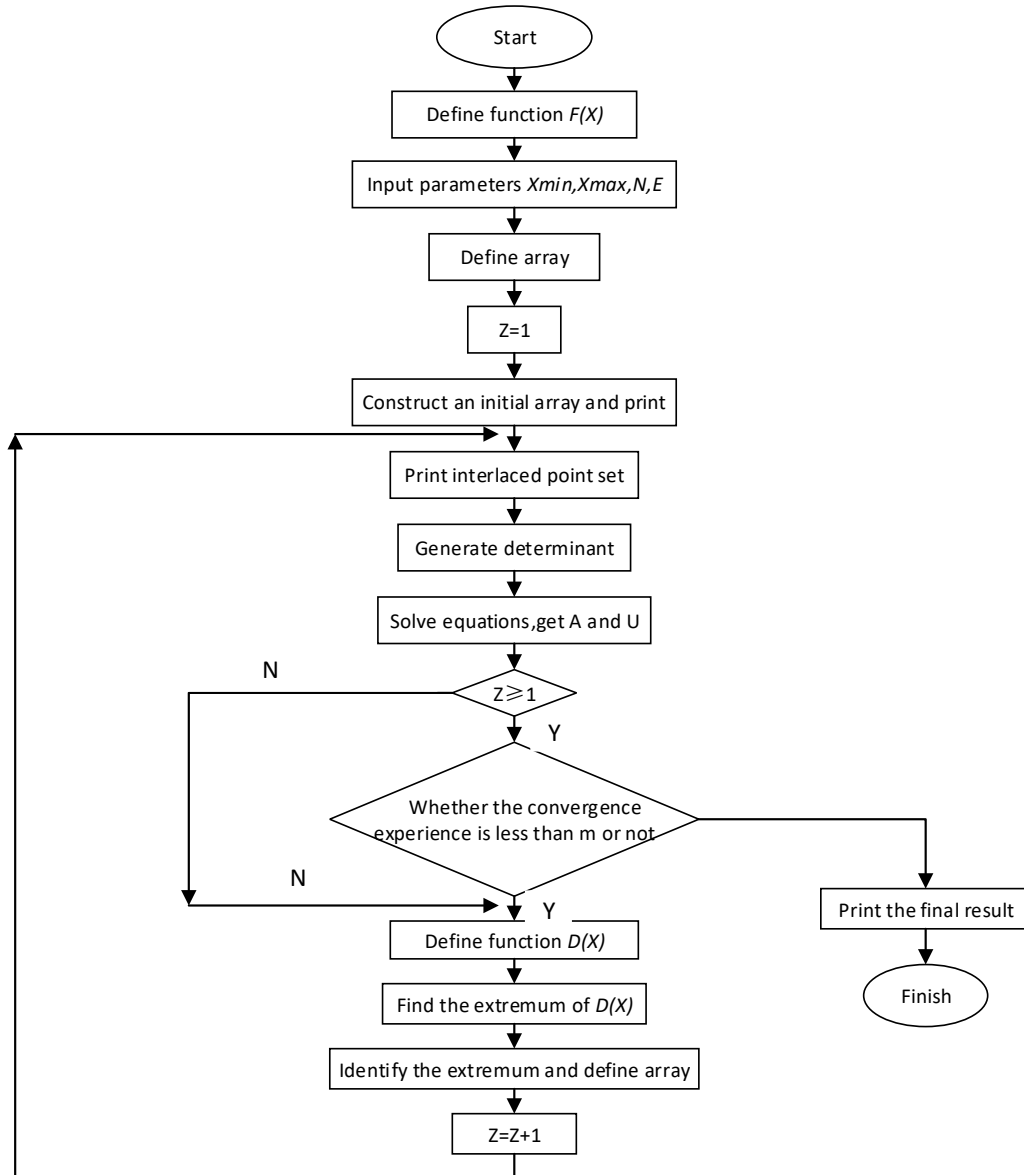 Start
Define function F(X)
Input parameters Xmin,Xmax,N,E
Define array
Z=1
Construct an initial array and print
Print interlaced point set
Generate determinant
Solve equations,get A and U
N
Z≥1
Y
Whether the convergence
experience is less than m or not
N
Y
Print the final result
Define function D(X)
Find the extremum of D(X)
Finish
Identify the extremum and define array
Z=Z+1